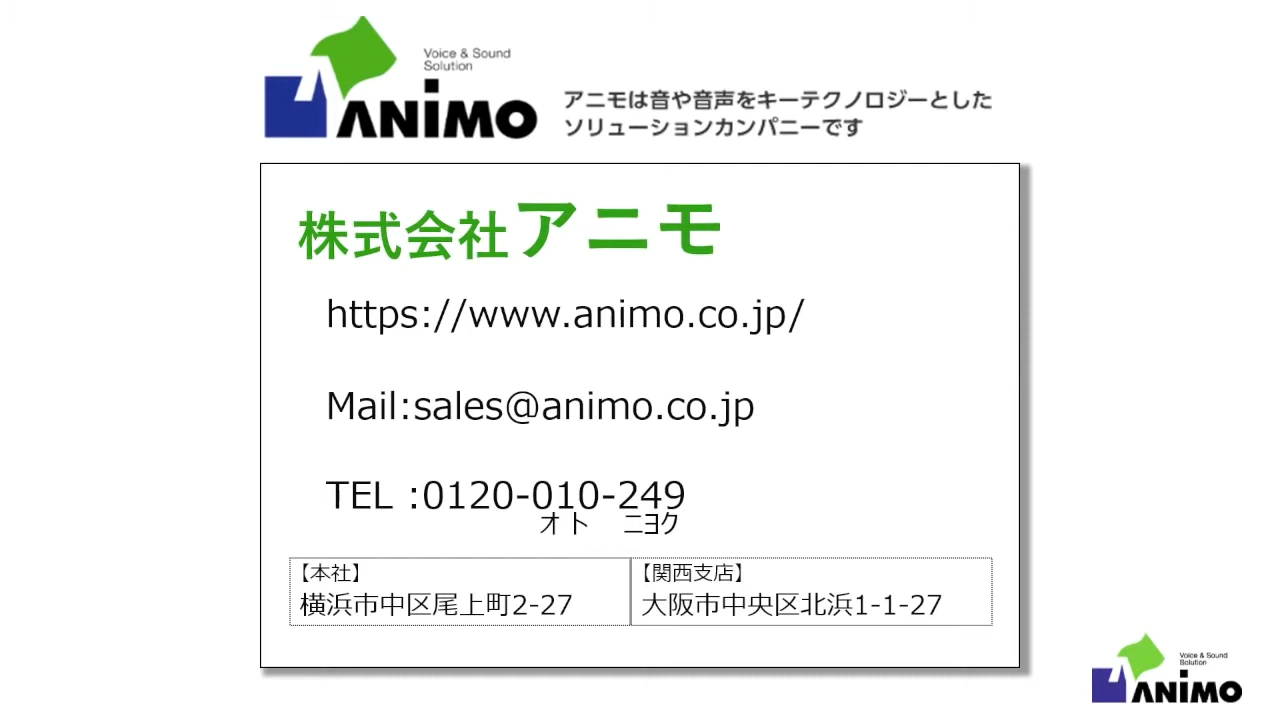 Voice & Sound
Solution
ANiMO
アニモは音や音声をキーテクノロジーとした
ソリューションカンパニーです
株式会社アニモ
https://www.animo.co.jp/
Mail:sales@animo.co.jp
TEL :0120-010-249
オト ニヨク
【本社】
横浜市中区尾上町2-27
【関西支店】
大阪市中央区北浜1-1-27
Voice & Sound
Solution
ANiMO